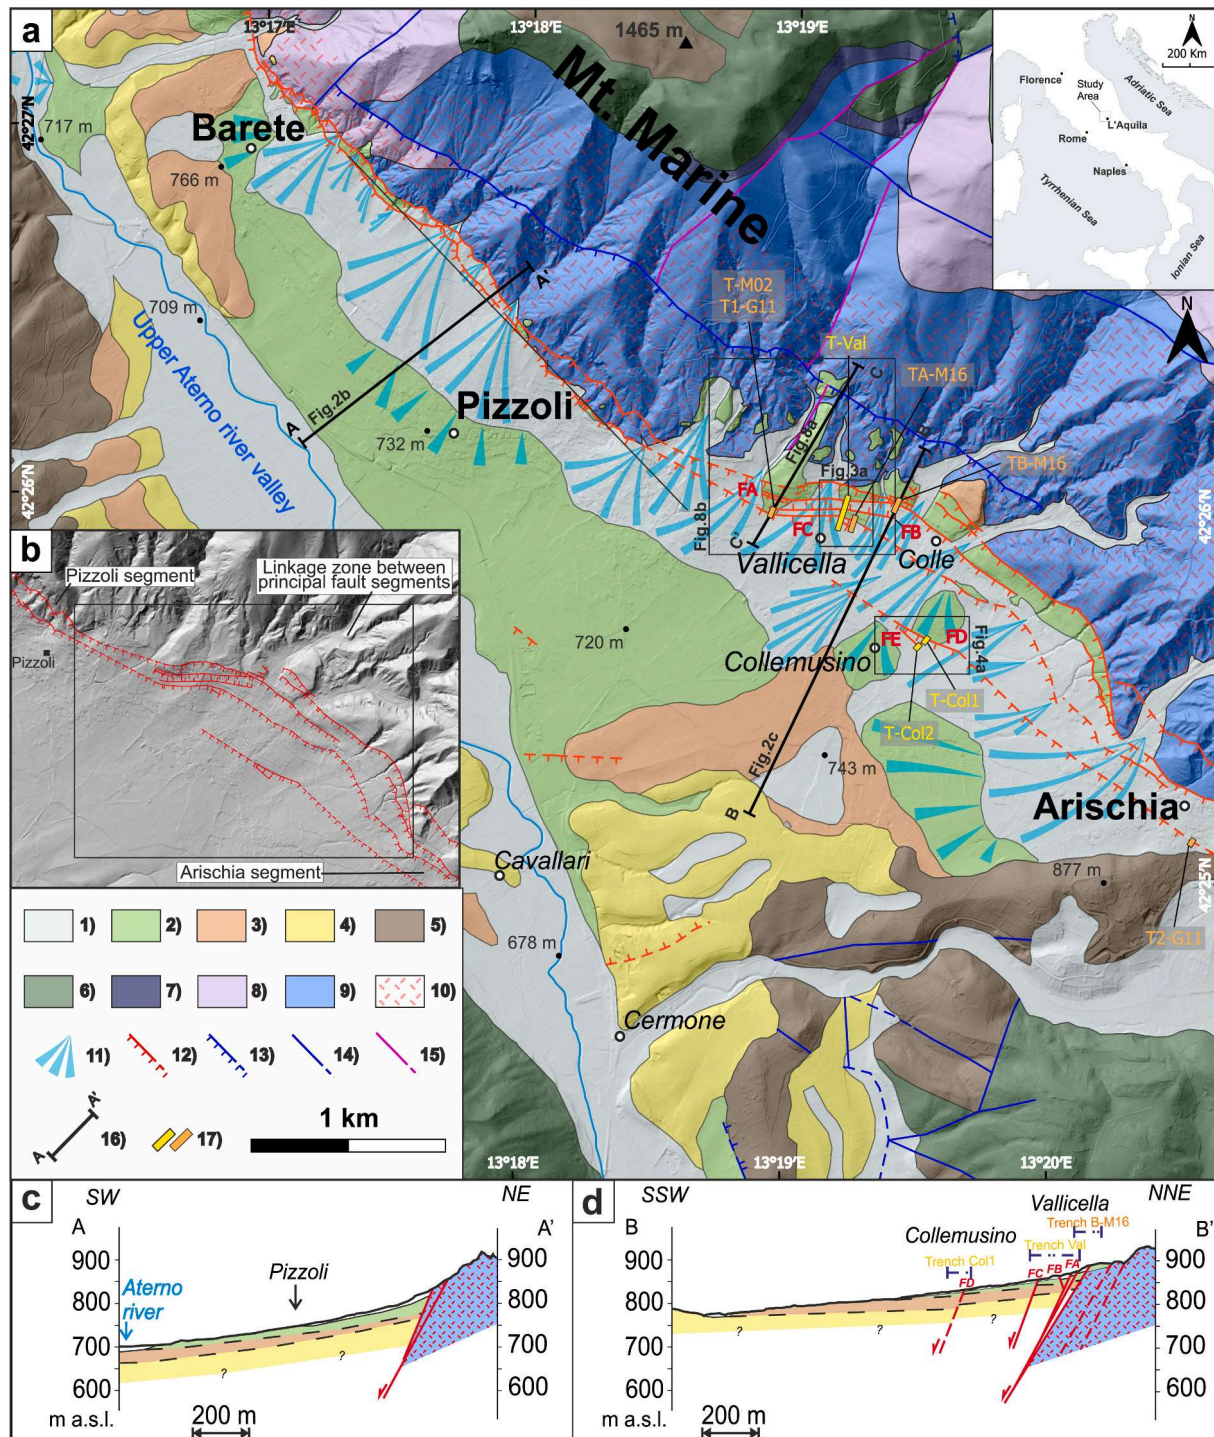 a
13°17'E
13°18'E
13°19'E
1465 m
N
200 Km
Florence
Study
Area
Adriatic Sea
L'Aquila
Rome
Naples
Tyrrhenian Sea
Ionian Sea
42°27'N
717 m
Barete
766 m
Mt. Marine
N
709 m
Upper Aterno river valley
A'
Fig.2b
A
T-M02
T1-G11
T-Val
TA-M16
TB-M16
Pizzoli
732 m
C'
Fig.8a
B'
Fig.3a
42°26'N
42°26'N
FA
FC
FB
Fig.8b
C'
Vallicella
Colle
720 m
Collemusino
FE
FD
Fig.4a
T-Col1
T-Col2
Fig.2c
743 m
B
Arischia
877 m
42°25'N
T2-G11
Cavallari
678 m
Cermone
b
Pizzoli segment
Linkage zone between
principal fault segments
Pizzoli
Arischia segment
1) 2) 3) 4) 5)
6) 7) 8) 9) 10)
11) 12) 13) 14) 15)
A A' 16) 17)
1 km
13°18'E
13°19'E
13°20'E
c
SW
NE
A
A'
900
800
700
600
900
800
700
600
Aterno
river
Pizzoli
? ?
m a.s.l.
200 m
d
SSW
NNE
B
B'
Vallicella
Trench B-M16
Collemusino
Trench Val
Trench Col1
FD
FC
FB
FA
900
800
700
600
900
800
700
600
? ? ?
m a.s.l.
200 m